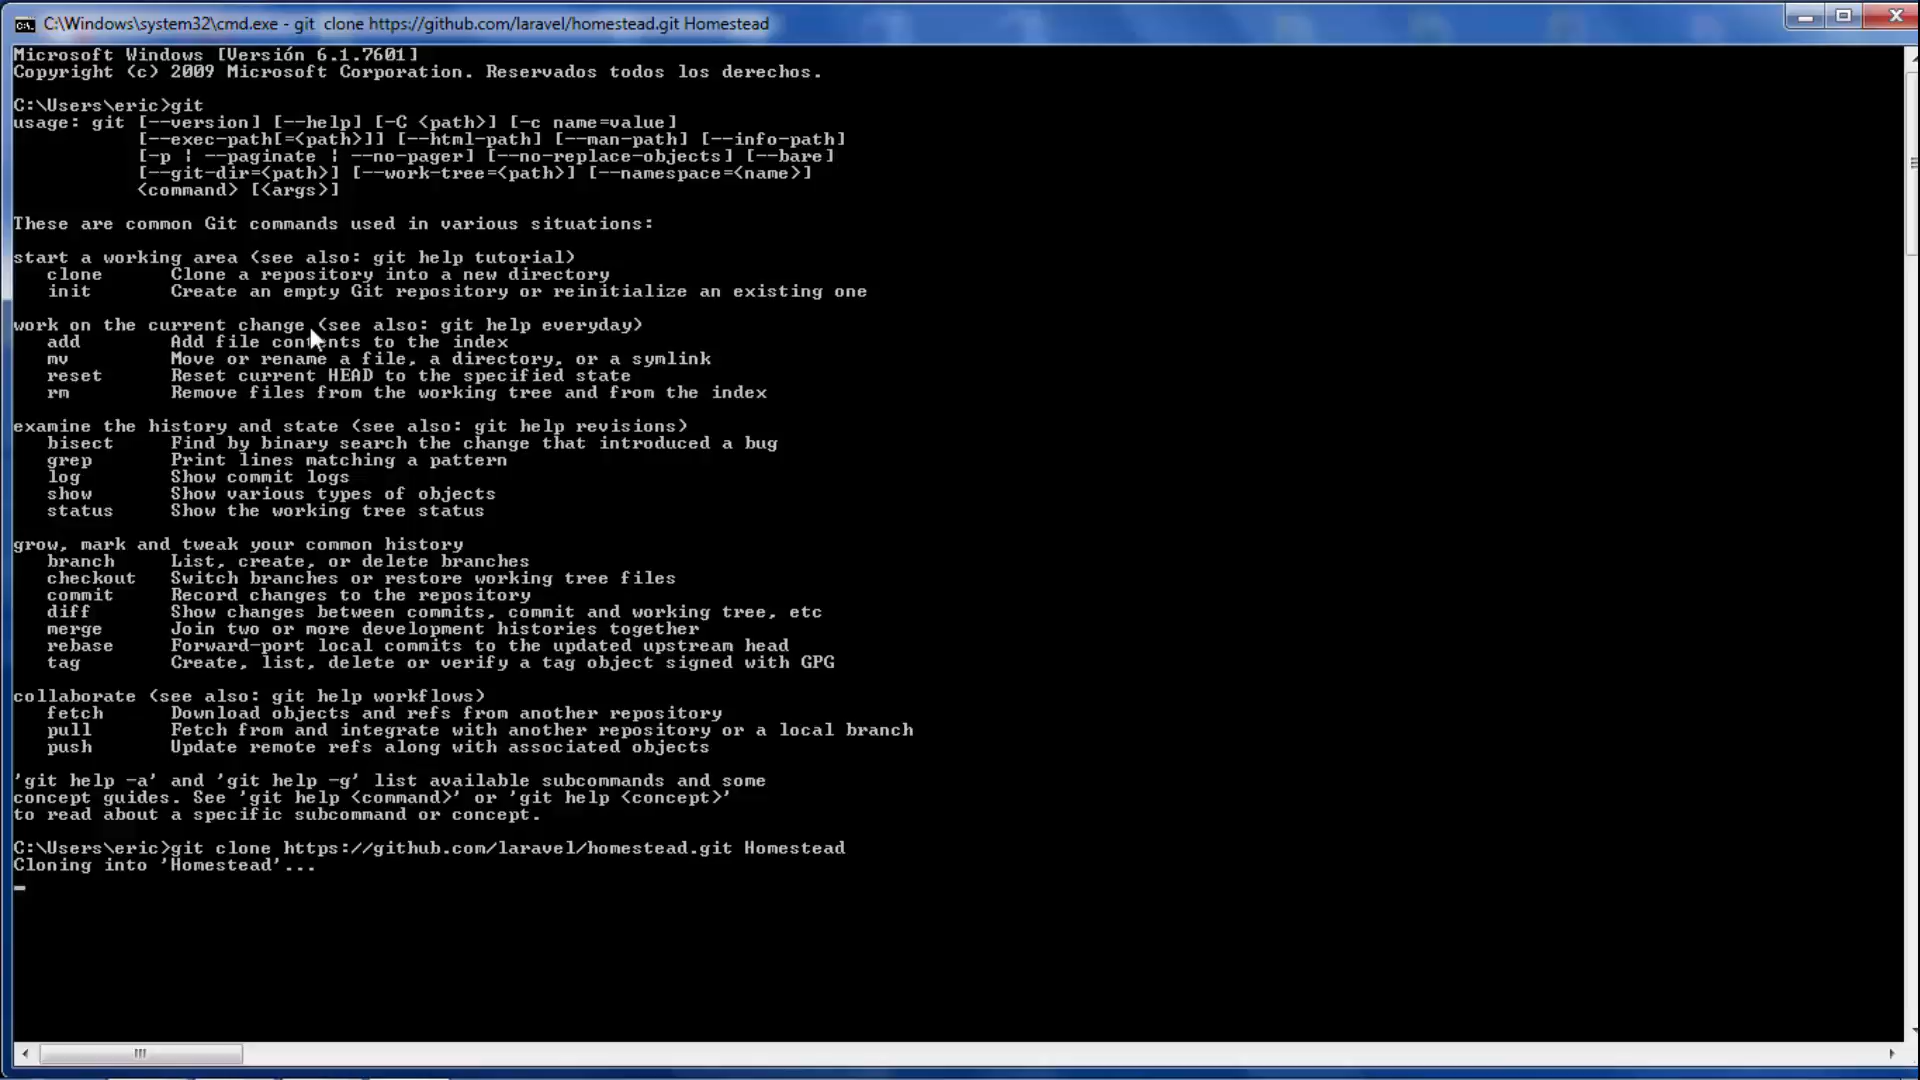 C:\Windows\system32\cmd.exe - git  clone https://github.com/laravel/homestead.git Homestead
Microsoft Windows [Versión 6.1.7601]
Copyright (c) 2009 Microsoft Corporation. Reservados todos los derechos.
C:\Users\eric>git
usage: git [--version] [--help] [-C <path>] [-c name=value]
           [--exec-path[=<path>]] [--html-path] [--man-path] [--info-path]
           [-p | --paginate | --no-pager] [--no-replace-objects] [--bare]
           [--git-dir=<path>] [--work-tree=<path>] [--namespace=<name>]
           <command> [<args>]
These are common Git commands used in various situations:
start a working area (see also: git help tutorial)
   clone      Clone a repository into a new directory
   init       Create an empty Git repository or reinitialize an existing one
work on the current change (see also: git help everyday)
   add        Add file contents to the index
   mv         Move or rename a file, a directory, or a symlink
   reset      Reset current HEAD to the specified state
   rm         Remove files from the working tree and from the index
examine the history and state (see also: git help revisions)
   bisect     Find by binary search the change that introduced a bug
   grep       Print lines matching a pattern
   log        Show commit logs
   show       Show various types of objects
   status     Show the working tree status
grow, mark and tweak your common history
   branch     List, create, or delete branches
   checkout   Switch branches or restore working tree files
   commit     Record changes to the repository
   diff       Show changes between commits, commit and working tree, etc
   merge      Join two or more development histories together
   rebase     Forward-port local commits to the updated upstream head
   tag        Create, list, delete or verify a tag object signed with GPG
collaborate (see also: git help workflows)
   fetch      Download objects and refs from another repository
   pull       Fetch from and integrate with another repository or a local branch
   push       Update remote refs along with associated objects
'git help -a' and 'git help -g' list available subcommands and some
concept guides. See 'git help <command>' or 'git help <concept>'
to read about a specific subcommand or concept.
C:\Users\eric>git clone https://github.com/laravel/homestead.git Homestead
Cloning into 'Homestead'...